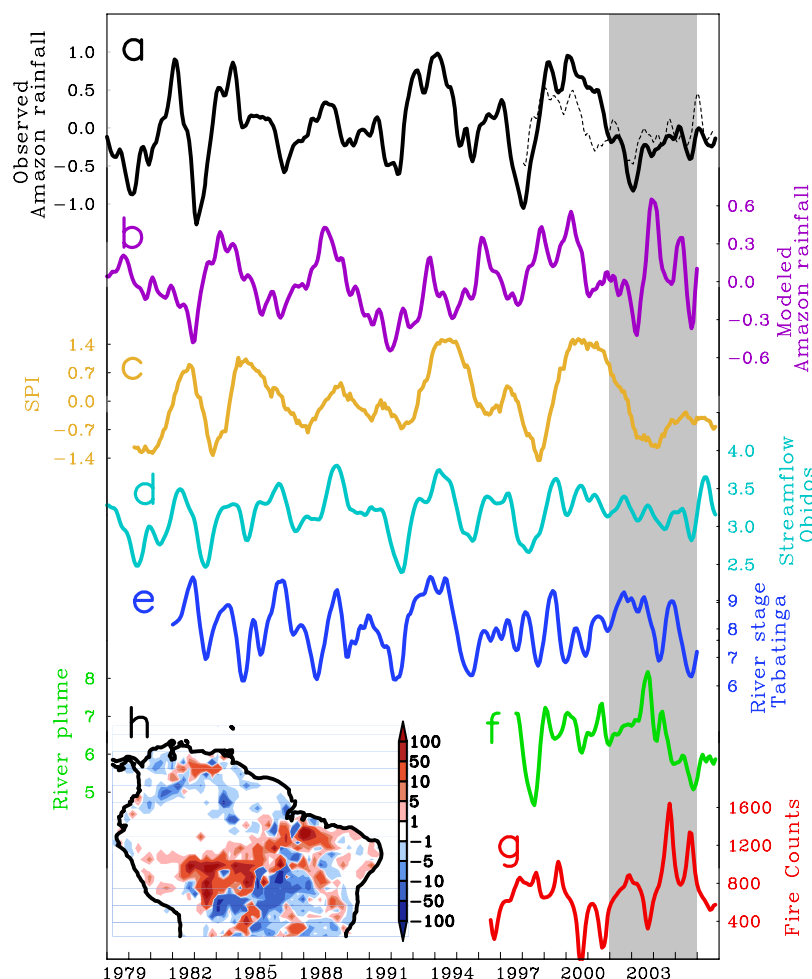 a
1.0
0.5
0.0
−0.5
−1.0
Observed
Amazon rainfall
b
0.6
0.3
0.0
−0.3
−0.6
Modeled
Amazon rainfall
c
1.4
0.7
0.0
−0.7
−1.4
SPI
d
4.0
3.5
3.0
2.5
Streamflow
Obidos
e
9
8
7
6
River stage
Tabatinga
8
7
6
5
River plume
f
g
1600
1200
800
400
Fire Counts
h
100
50
10
5
1
−1
−5
−10
−50
−100
1979 1982 1985 1988 1991 1994 1997 2000 2003